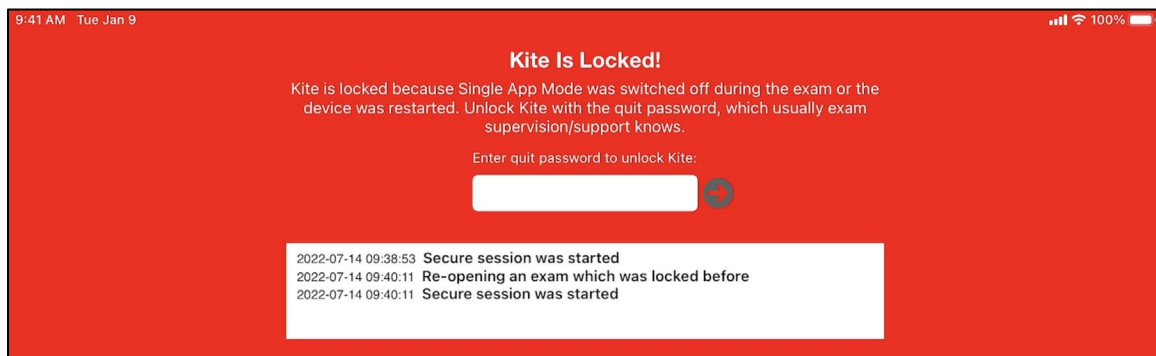 9:41 AM Tue Jan 9
100%
Kite Is Locked!
Kite is locked because Single App Mode was switched off during the exam or the
device was restarted. Unlock Kite with the quit password, which usually exam
supervision/support knows.
Enter quit password to unlock Kite:
2022-07-14 09:38:53 Secure session was started
2022-07-14 09:40:11 Re-opening an exam which was locked before
2022-07-14 09:40:11 Secure session was started